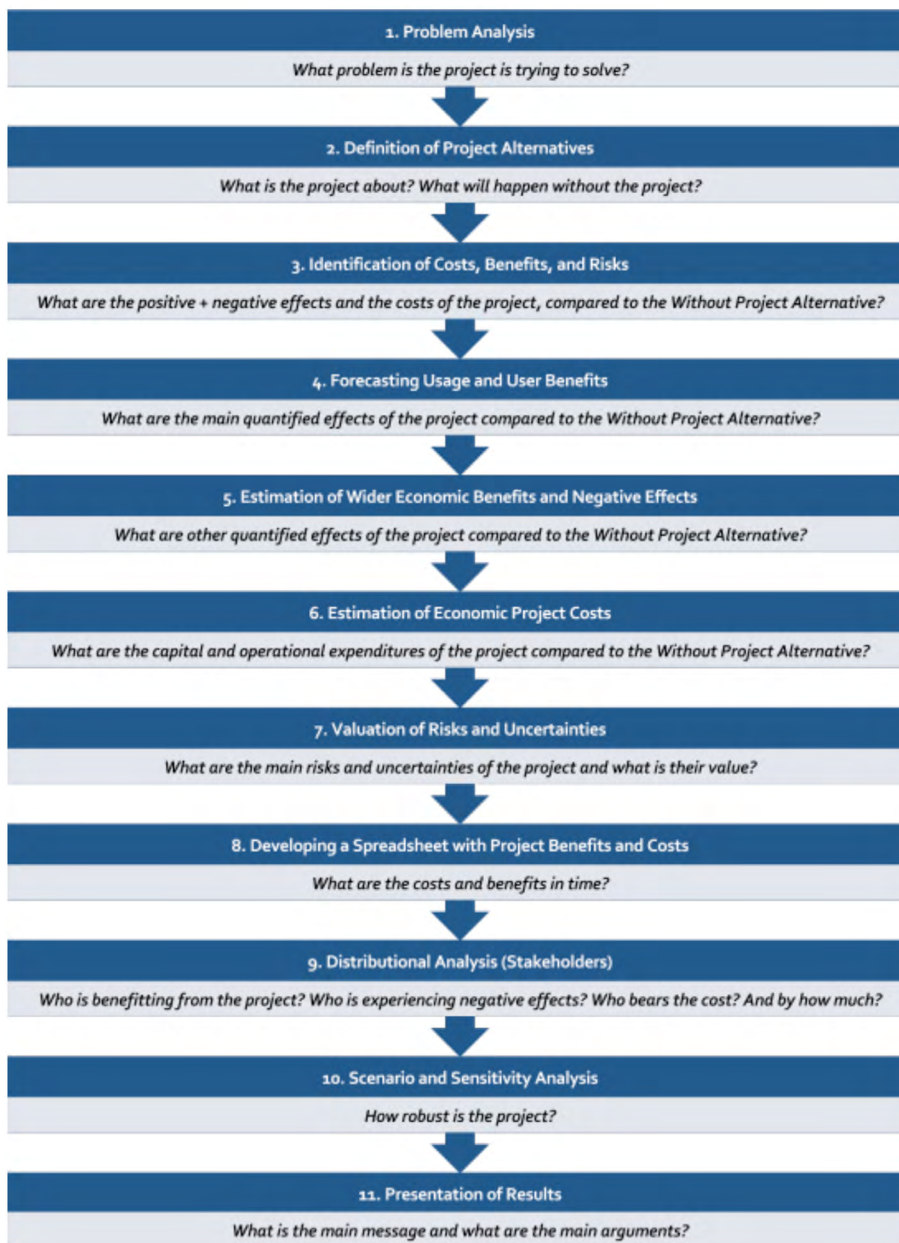 1. Problem Analysis
What problem is the project is trying to solve?
2. Definition of Project Alternatives
What is the project about? What will happen without the project?
3. Identification of Costs, Benefits, and Risks
What are the positive + negative effects and the costs of the project, compared to the Without Project Alternative?
4. Forecasting Usage and User Benefits
What are the main quantified effects of the project compared to the Without Project Alternative?
5. Estimation of Wider Economic Benefits and Negative Effects
What are other quantified effects of the project compared to the Without Project Alternative?
6. Estimation of Economic Project Costs
What are the capital and operational expenditures of the project compared to the Without Project Alternative?
7. Valuation of Risks and Uncertainties
What are the main risks and uncertainties of the project and what is their value?
8. Developing a Spreadsheet with Project Benefits and Costs
What are the costs and benefits in time?
9. Distributional Analysis (Stakeholders)
Who is benefitting from the project? Who is experiencing negative effects? Who bears the cost? And by how much?
10. Scenario and Sensitivity Analysis
How robust is the project?
11. Presentation of Results
What is the main message and what are the main arguments?